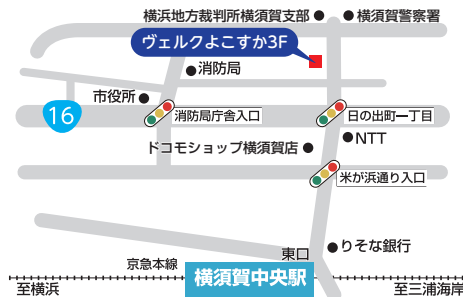 横浜地方裁判所横須賀支部
横須賀警察署
ヴェルクよこすか3F
消防局
市役所
16
消防局庁舎入口
日の出町一丁目
NTT
ドコモショップ横須賀店
米が浜通り入口
東口
りそな銀行
京急本線
横須賀中央駅
至横浜
至三浦海岸